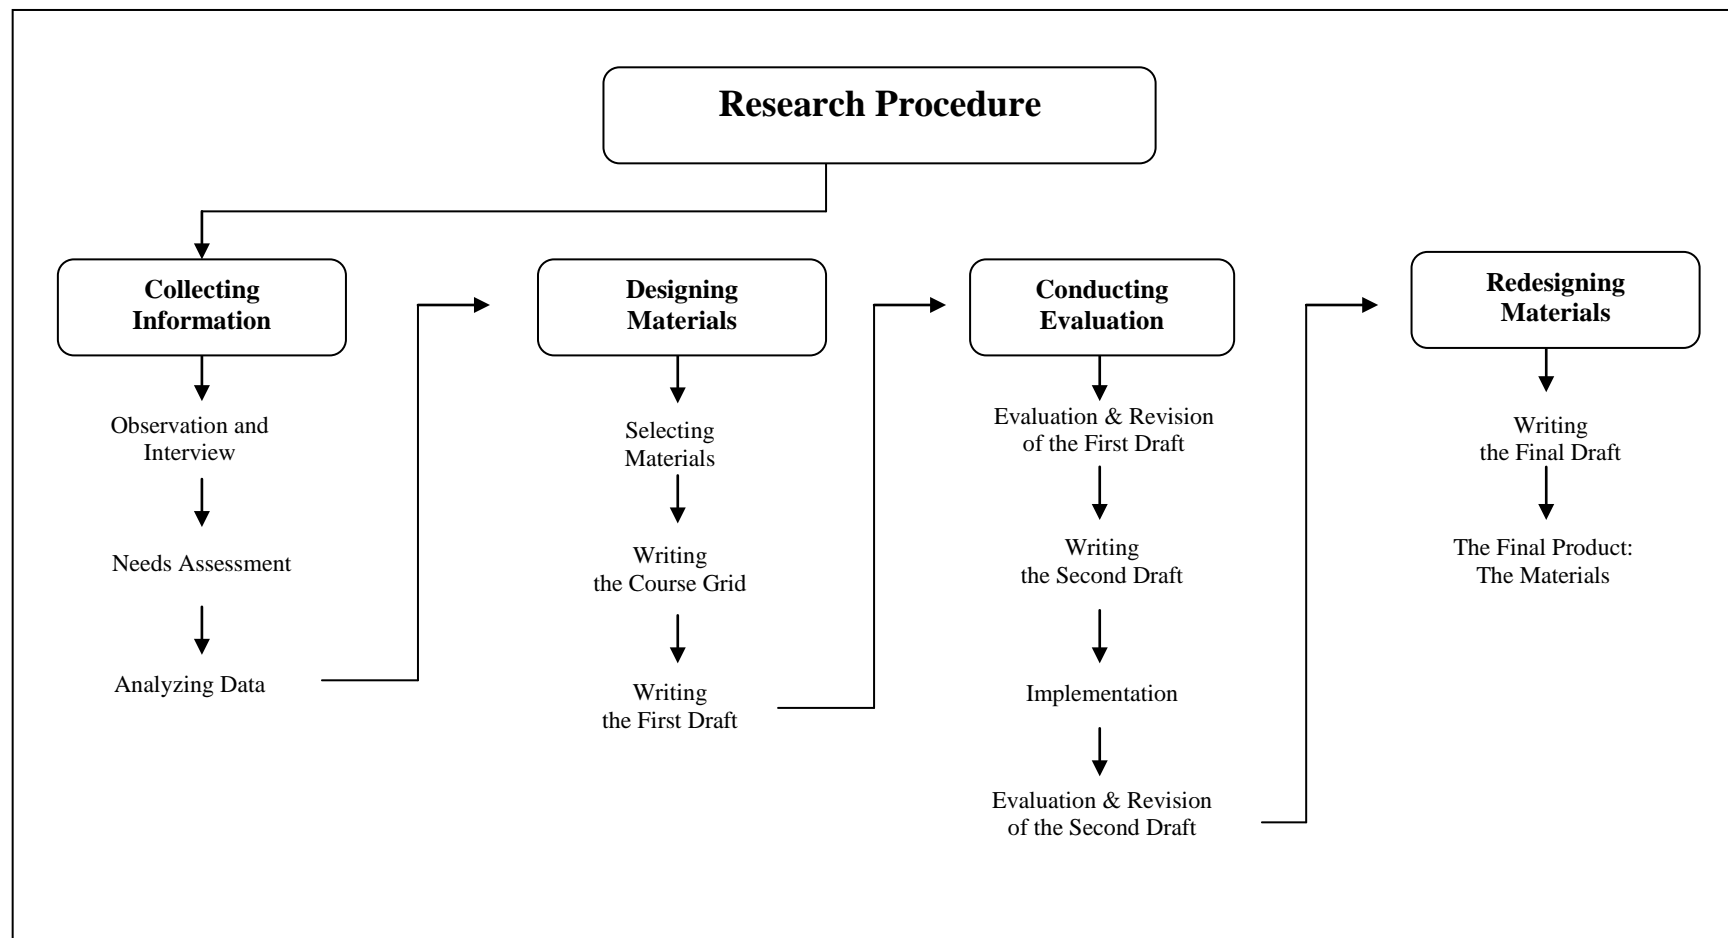 Research Procedure
Collecting
Information
Observation and
Interview
Needs Assessment
Analyzing Data
Designing
Materials
Selecting
Materials
Writing
the Course Grid
Writing
the First Draft
Conducting
Evaluation
Evaluation & Revision
of the First Draft
Writing
the Second Draft
Implementation
Evaluation & Revision
of the Second Draft
Redesigning
Materials
Writing
the Final Draft
The Final Product:
The Materials